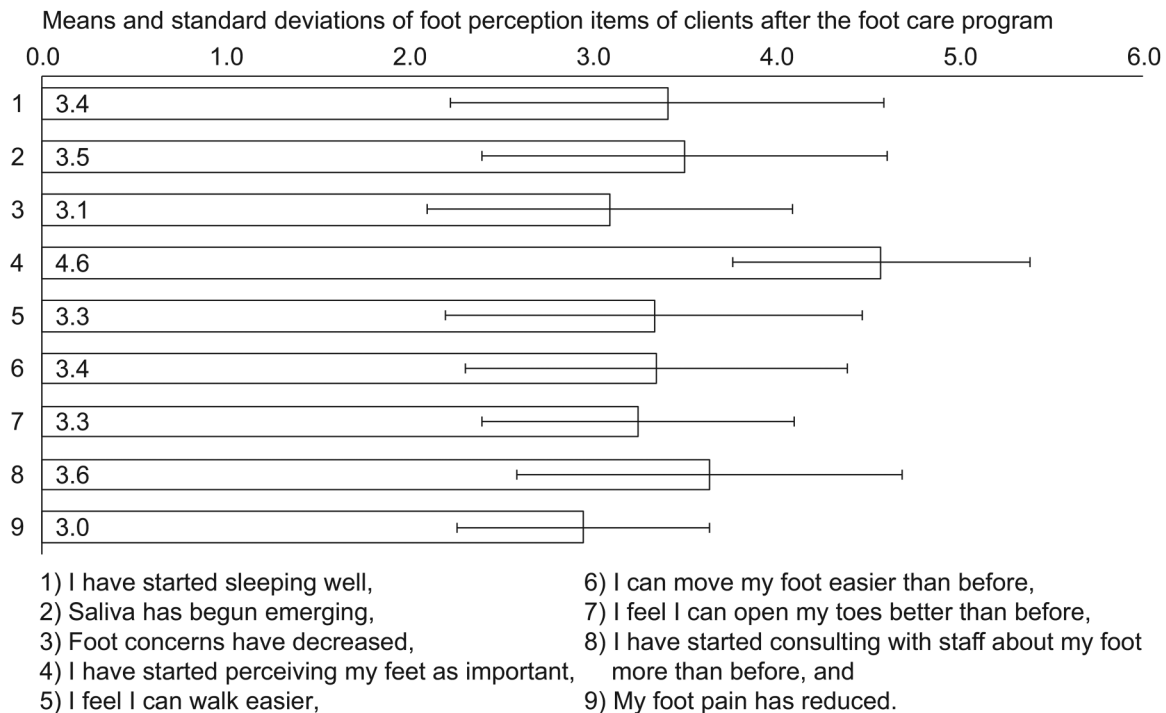 Means and standard deviations of foot perception items of clients after the foot care program
0.0 1.0 2.0 3.0 4.0 5.0 6.0
1 3.4
2 3.5
3 3.1
4 4.6
5 3.3
6 3.4
7 3.3
8 3.6
9 3.0
1) I have started sleeping well,
2) Saliva has begun emerging,
3) Foot concerns have decreased,
4) I have started perceiving my feet as important,
5) I feel I can walk easier,
6) I can move my foot easier than before,
7) I feel I can open my toes better than before,
8) I have started consulting with staff about my foot
more than before, and
9) My foot pain has reduced.